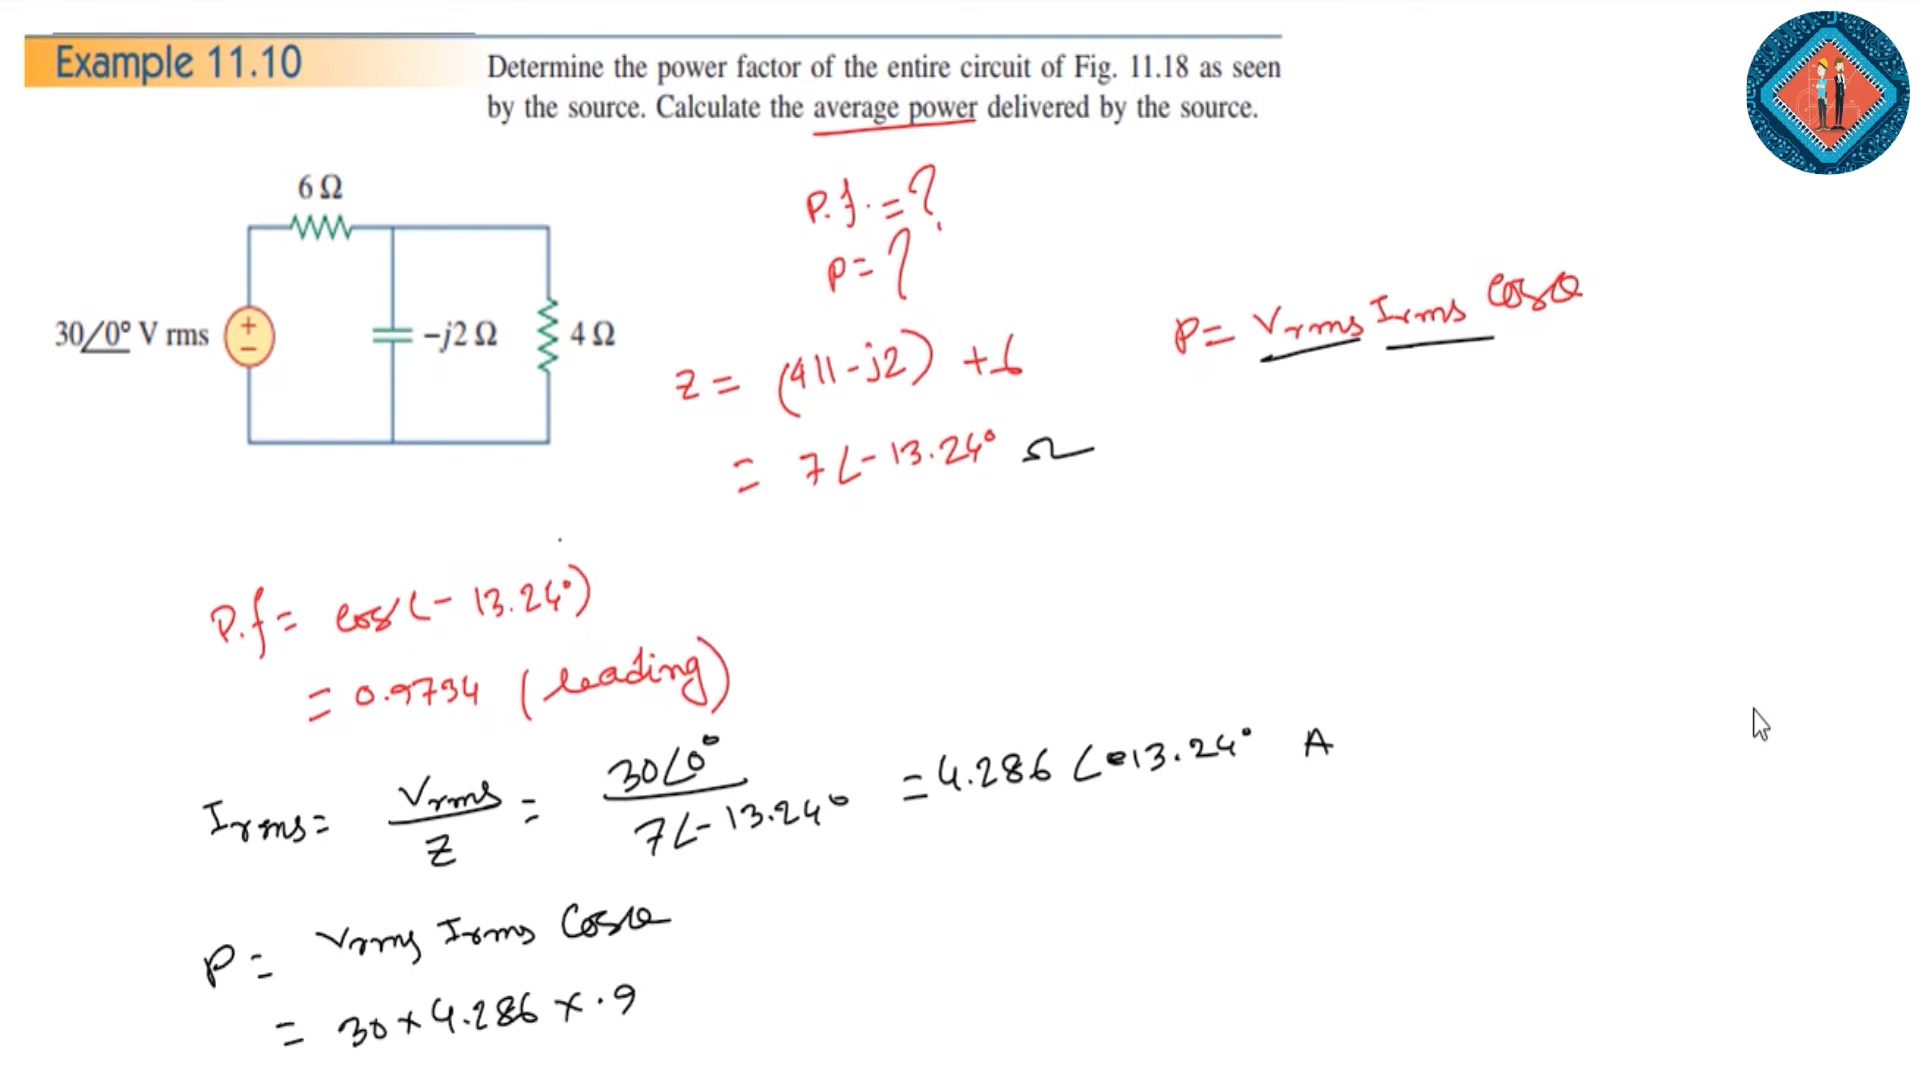 Example 11.10
Determine the power factor of the entire circuit of Fig. 11.18 as seen
by the source. Calculate the average power delivered by the source.
6 Ω
30∠0° V rms
+
−
−j2 Ω
4 Ω
P.f. = ?
P = ?
P = Vrms Irms Cosθ
Z = (4||-j2) + 6
= 7∠-13.24° Ω
P.f = cos(-13.24°)
= 0.9734 (leading)
Irms = Vrms/Z = 30∠0°/7∠-13.24° = 4.286∠13.24° A
P = Vrms Irms Cosθ
= 30 × 4.286 × .9